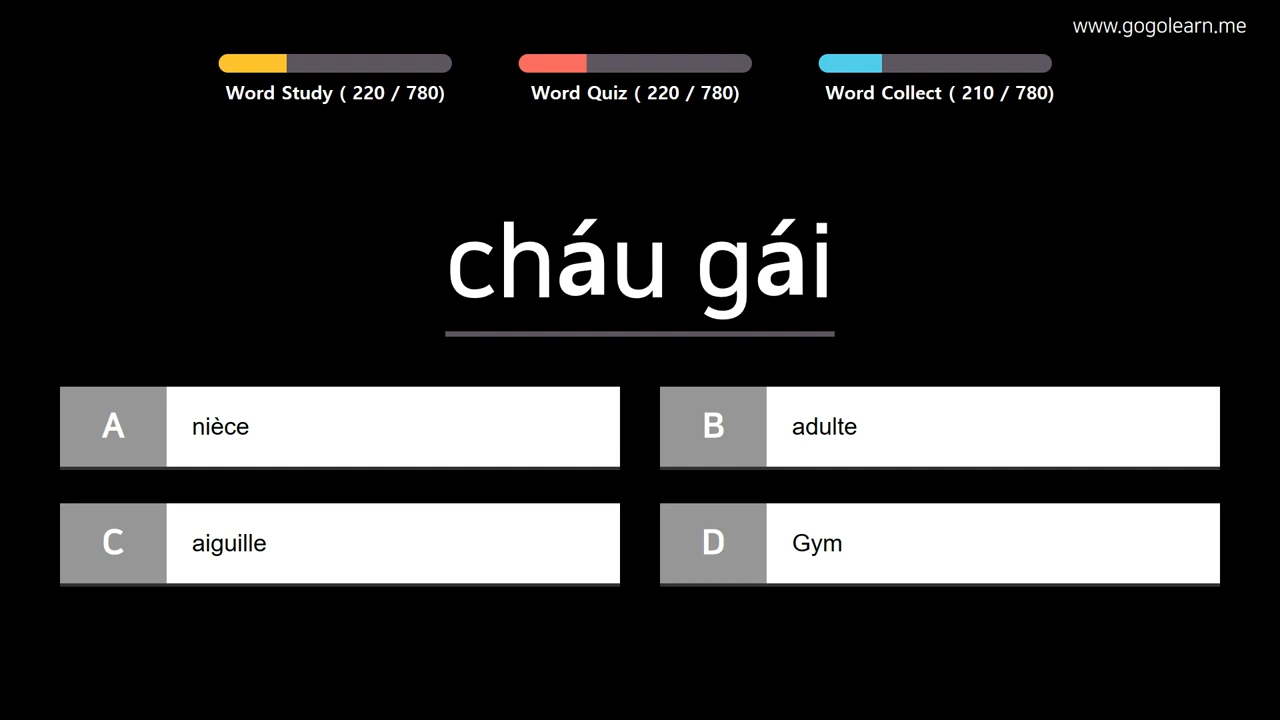 www.gogolearn.me
Word Study ( 220 / 780)
Word Quiz ( 220 / 780)
Word Collect ( 210 / 780)
cháu gái
A nièce
B adulte
C aiguille
D Gym